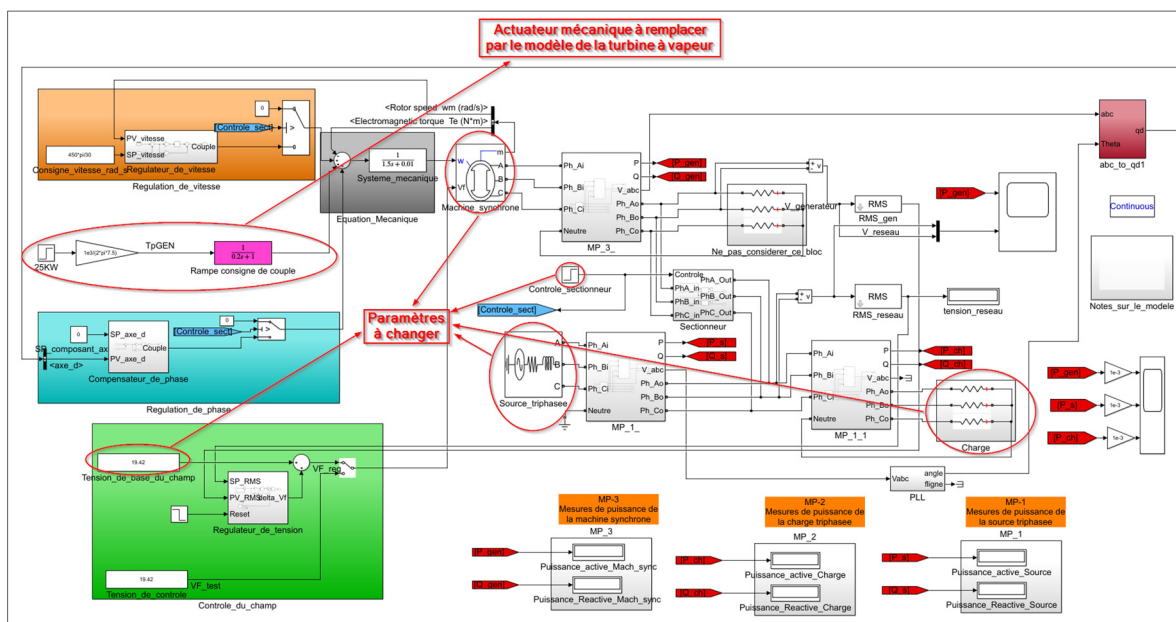 Actuateur mécanique à remplacer
par le modèle de la turbine à vapeur
<Rotor speed wm (rad/s)>
<Electromagnetic torque Te (N*m)>
0
[Controle_sect]
PV_vitesse
SP_vitesse
Couple
450*pi30
Consigne_vitesse_rad_s
Regulateur_de_vitesse
Regulation_de_vitesse
1
1.5s+0.01
Systeme_mecanique
Equation_Mecanique
w
Vf
m
A
B
C
Machine_synchrone
Ph_Ai
Ph_Bi
Ph_Ci
Neutre
P
Q
V_abc
Ph_Ao
Ph_Bo
Ph_Co
MP_3_
[P_gen]
[Q_gen]
V_generateur
Ne_pas_considerer_ce_bloc
+ v
-
RMS
RMS_gen
V_reseau
[P_gen]
abc
Theta
qd
abc_to_qd1
Continuous
Notes_sur_le_modele
25KW
1e3/(2*pi*7.5)
TpGEN
1
0.2s+1
Rampe consigne de couple
Paramètres
à changer
Controle_sectionneur
[Controle_sect]
Controle
PhA_in
PhB_in
PhC_in
PhA_Out
PhB_Out
PhC_Out
Sectionneur
+ v
-
RMS
RMS_reseau
tension_reseau
0
[Controle_sect]
0
SP_composant_ax
<axe_d>
SP_axe_d
PV_axe_d
Couple
Compensateur_de_phase
Regulation_de_phase
A
B
C
Source_triphasee
Ph_Ai
Ph_Bi
Ph_Ci
Neutre
P
Q
V_abc
Ph_Ao
Ph_Bo
Ph_Co
MP_1_
[P_s]
[Q_s]
Ph_Ai
Ph_Bi
Ph_Ci
Neutre
P
Q
V_abc
Ph_Ao
Ph_Bo
Ph_Co
MP_1_1
[P_ch]
[Q_ch]
Charge
[P_gen]
1e-3
[P_s]
1e-3
[P_ch]
1e-3
19.42
Tension_de_base_du_champ
SP_RMS
PV_RMS
Reset
delta_Vf
Regulateur_de_tension
VF_reg
19.42
Tension_de_controle
VF_test
Controle_du_champ
Vabc
angle
fligne
PLL
MP-3
Mesures de puissance de
la machine synchrone
MP_3
[P_gen]
Puissance_active_Mach_sync
[Q_gen]
Puissance_Reactive_Mach_sync
MP-2
Mesures de puissance de
la charge triphasee
MP_2
[P_ch]
Puissance_active_Charge
[Q_ch]
Puissance_Reactive_Charge
MP-1
Mesures de puissance de
la source triphasee
MP_1
[P_s]
Puissance_active_Source
[Q_s]
Puissance_Reactive_Source